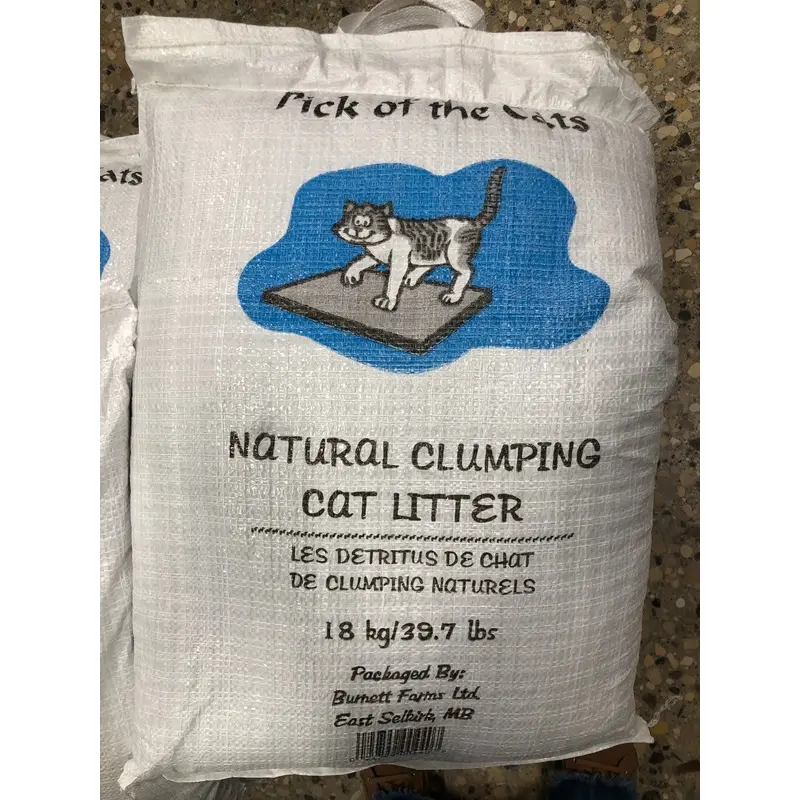 Pick of the Cats
ats
NATURAL CLUMPING
CAT LITTER
LES DETRITUS DE CHAT
DE CLUMPING NATURELS
18 kg/39.7 lbs
Packaged By:
Burnett Farms Ltd.
East Selkirk, MB